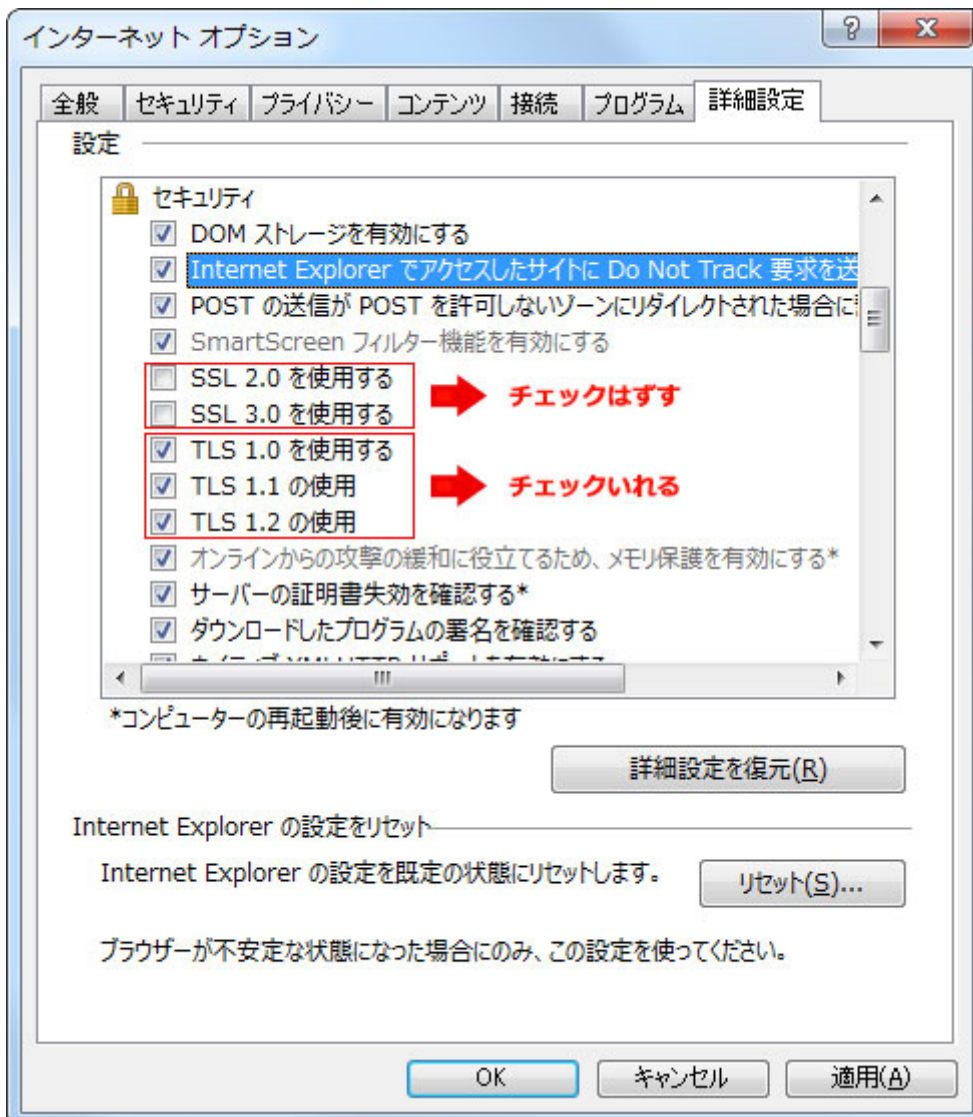 インターネット オプション
全般 セキュリティ プライバシー コンテンツ 接続 プログラム 詳細設定
設定
セキュリティ
DOM ストレージを有効にする
Internet Explorer でアクセスしたサイトに Do Not Track 要求を送
POST の送信が POST を許可しないゾーンにリダイレクトされた場合に
SmartScreen フィルター機能を有効にする
SSL 2.0 を使用する
SSL 3.0 を使用する
チェックはずす
TLS 1.0 を使用する
TLS 1.1 の使用
TLS 1.2 の使用
チェックいれる
オンラインからの攻撃の緩和に役立てるため、メモリ保護を有効にする*
サーバーの証明書失効を確認する*
ダウンロードしたプログラムの署名を確認する
*コンピューターの再起動後に有効になります
詳細設定を復元(R)
Internet Explorer の設定をリセット
Internet Explorer の設定を既定の状態にリセットします。
リセット(S)...
ブラウザーが不安定な状態になった場合にのみ、この設定を使ってください。
OK キャンセル 適用(A)